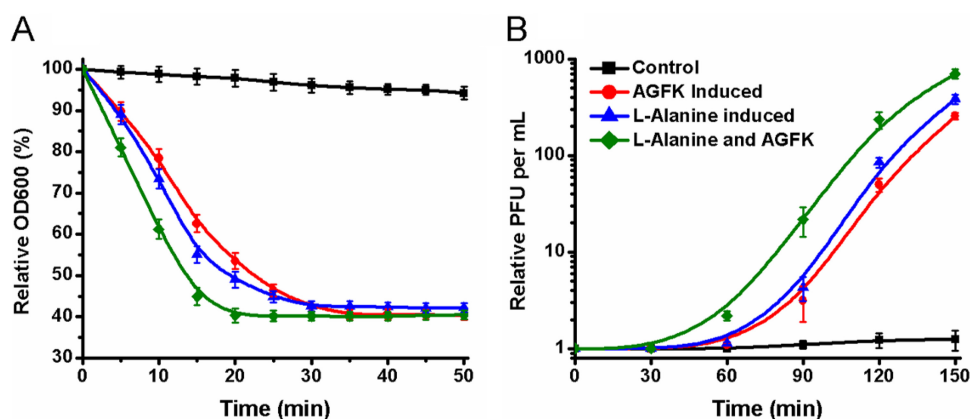 A
Relative OD600 (%)
100
90
80
70
60
50
40
30
0
10
20
30
40
50
Time (min)
B
Relative PFU per mL
1000
100
10
1
Control
AGFK Induced
L-Alanine induced
L-Alanine and AGFK
0
30
60
90
120
150
Time (min)